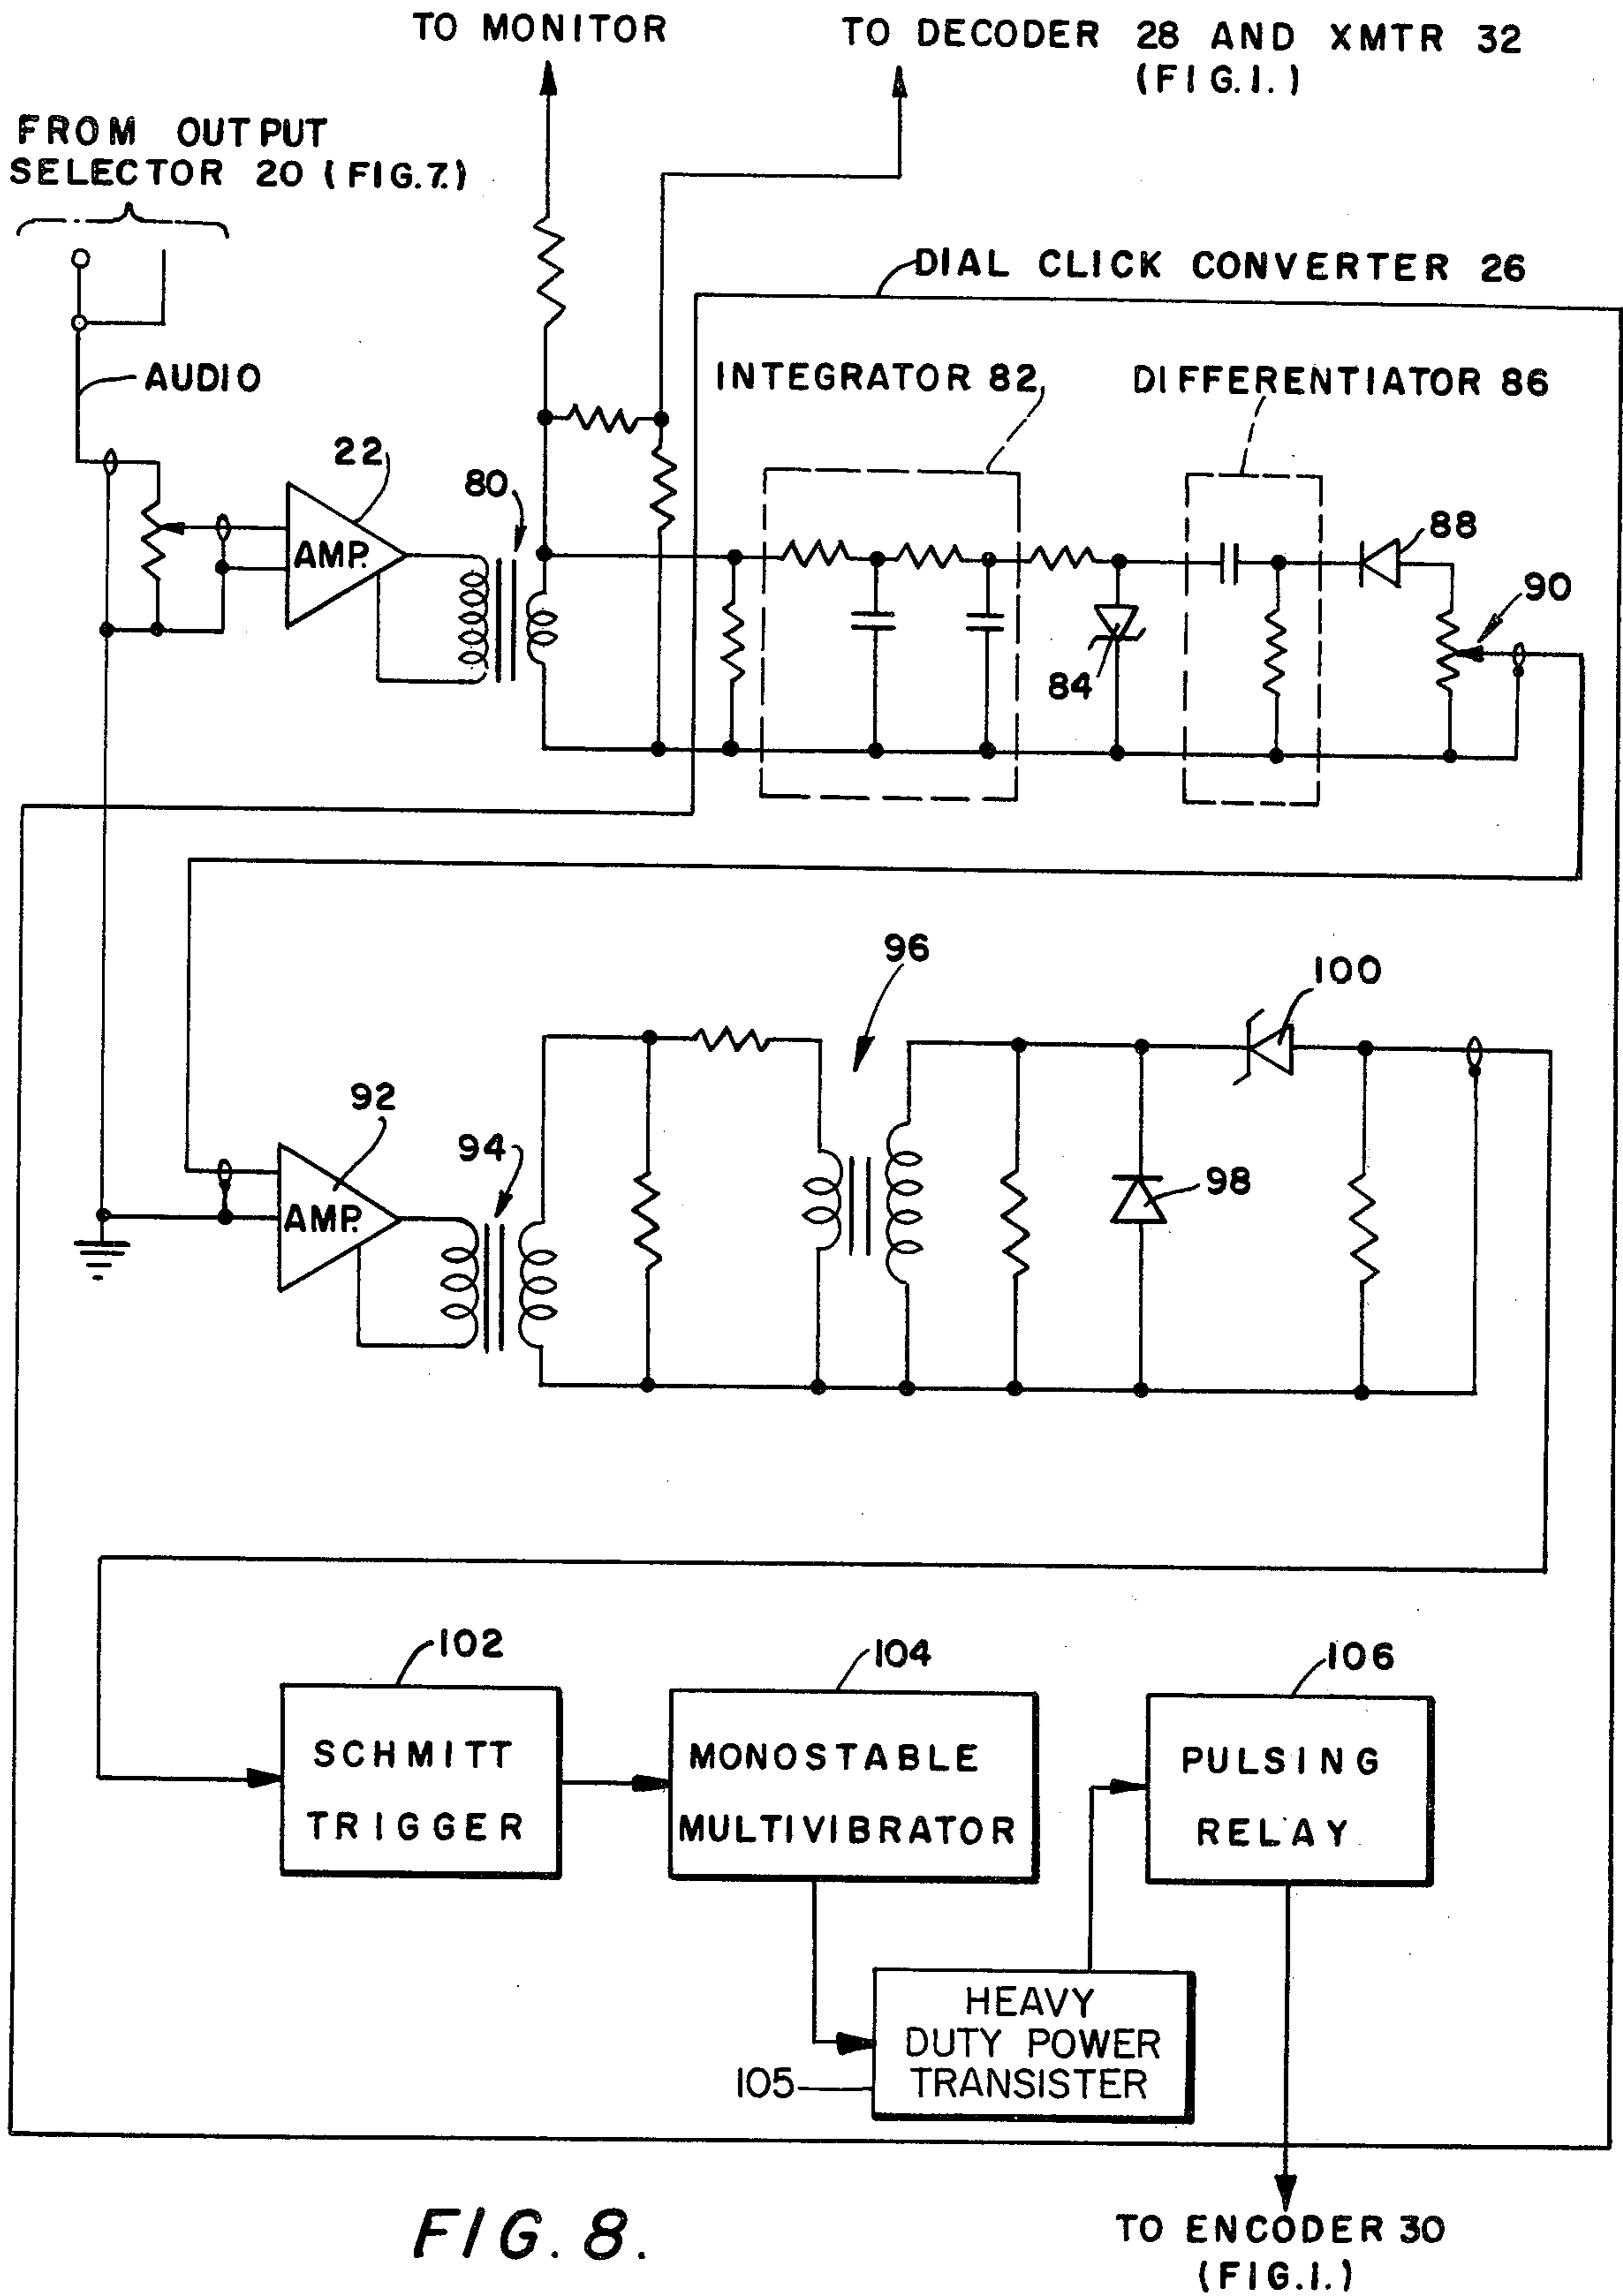 TO MONITOR
TO DECODER 28 AND XMTR 32
(FIG.1.)
FROM OUTPUT
SELECTOR 20 (FIG.7.)
DIAL CLICK CONVERTER 26
AUDIO
INTEGRATOR 82
DIFFERENTIATOR 86
22
80
AMP.
88
90
84
96
100
92
94
AMP.
98
102
104
106
SCHMITT
TRIGGER
MONOSTABLE
MULTIVIBRATOR
PULSING
RELAY
HEAVY
DUTY POWER
TRANSISTER
105
FIG. 8.
TO ENCODER 30
(FIG.1.)